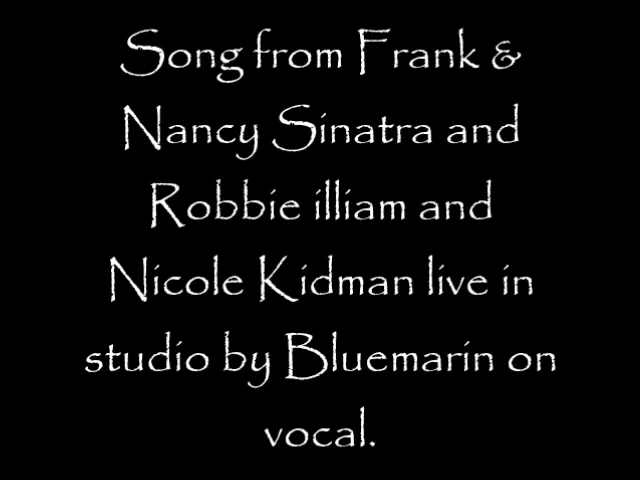 Song from Frank &
Nancy Sinatra and
Robbie illiam and
Nicole Kidman live in
studio by Bluemarin on
vocal.